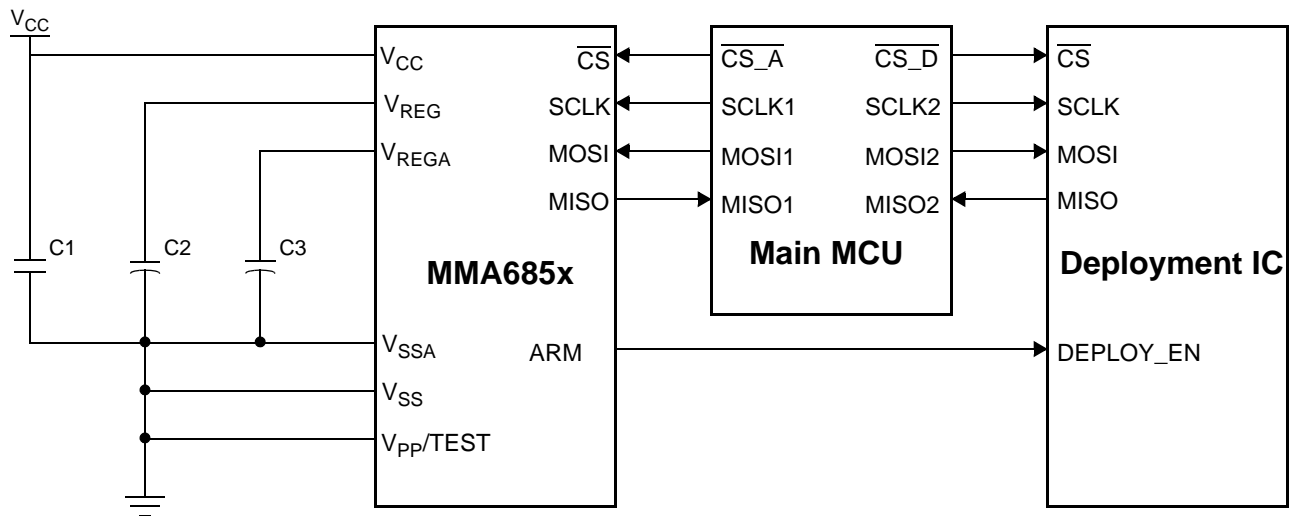 VCC
VCC
VREG
VREGA
C1
C2
C3
VSSA
VSS
VPP/TEST
CS
SCLK
MOSI
MISO
MMA685x
ARM
CS_A
SCLK1
MOSI1
MISO1
CS_D
SCLK2
MOSI2
MISO2
Main MCU
CS
SCLK
MOSI
MISO
Deployment IC
DEPLOY_EN